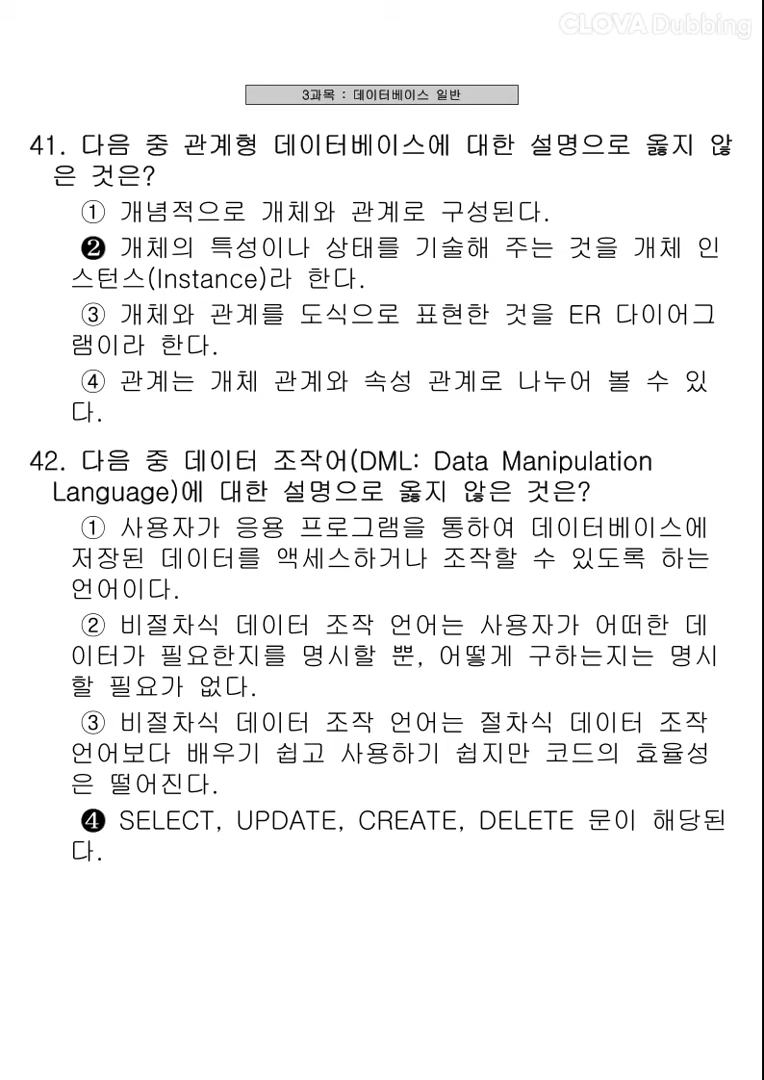 CLOVA Dubbing
3과목 : 데이터베이스 일반
41. 다음 중 관계형 데이터베이스에 대한 설명으로 옳지 않
은 것은?
① 개념적으로 개체와 관계로 구성된다.
❷ 개체의 특성이나 상태를 기술해 주는 것을 개체 인
스턴스(Instance)라 한다.
③ 개체와 관계를 도식으로 표현한 것을 ER 다이어그
램이라 한다.
④ 관계는 개체 관계와 속성 관계로 나누어 볼 수 있
다.
42. 다음 중 데이터 조작어(DML: Data Manipulation
Language)에 대한 설명으로 옳지 않은 것은?
① 사용자가 응용 프로그램을 통하여 데이터베이스에
저장된 데이터를 액세스하거나 조작할 수 있도록 하는
언어이다.
② 비절차식 데이터 조작 언어는 사용자가 어떠한 데
이터가 필요한지를 명시할 뿐, 어떻게 구하는지는 명시
할 필요가 없다.
③ 비절차식 데이터 조작 언어는 절차식 데이터 조작
언어보다 배우기 쉽고 사용하기 쉽지만 코드의 효율성
은 떨어진다.
❹ SELECT, UPDATE, CREATE, DELETE 문이 해당된
다.